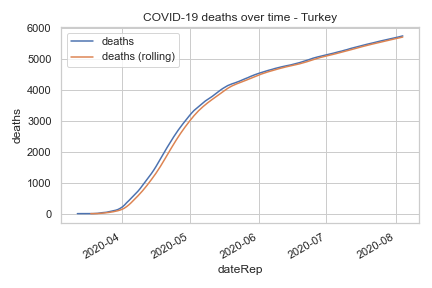 COVID-19 deaths over time - Turkey
deaths
deaths (rolling)
6000
5000
4000
3000
2000
1000
0
deaths
2020-04
2020-05
2020-06
2020-07
2020-08
dateRep